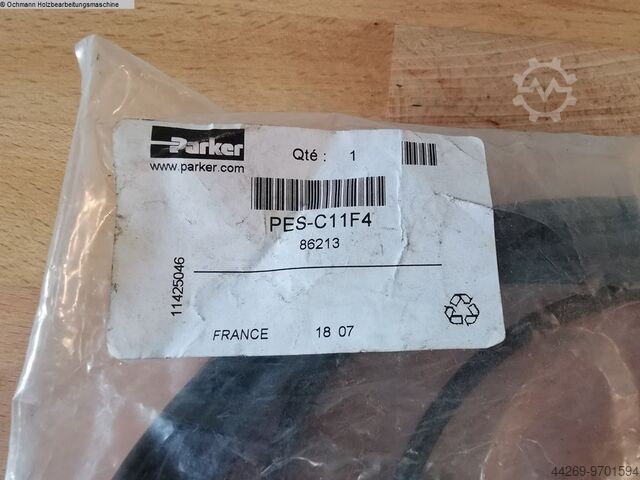 © Ochmann Holzbearbeitungsmaschine
Parker
www.parker.com
Qté : 1
PES-C11F4
86213
11425046
FRANCE 18 07
44269-9701594